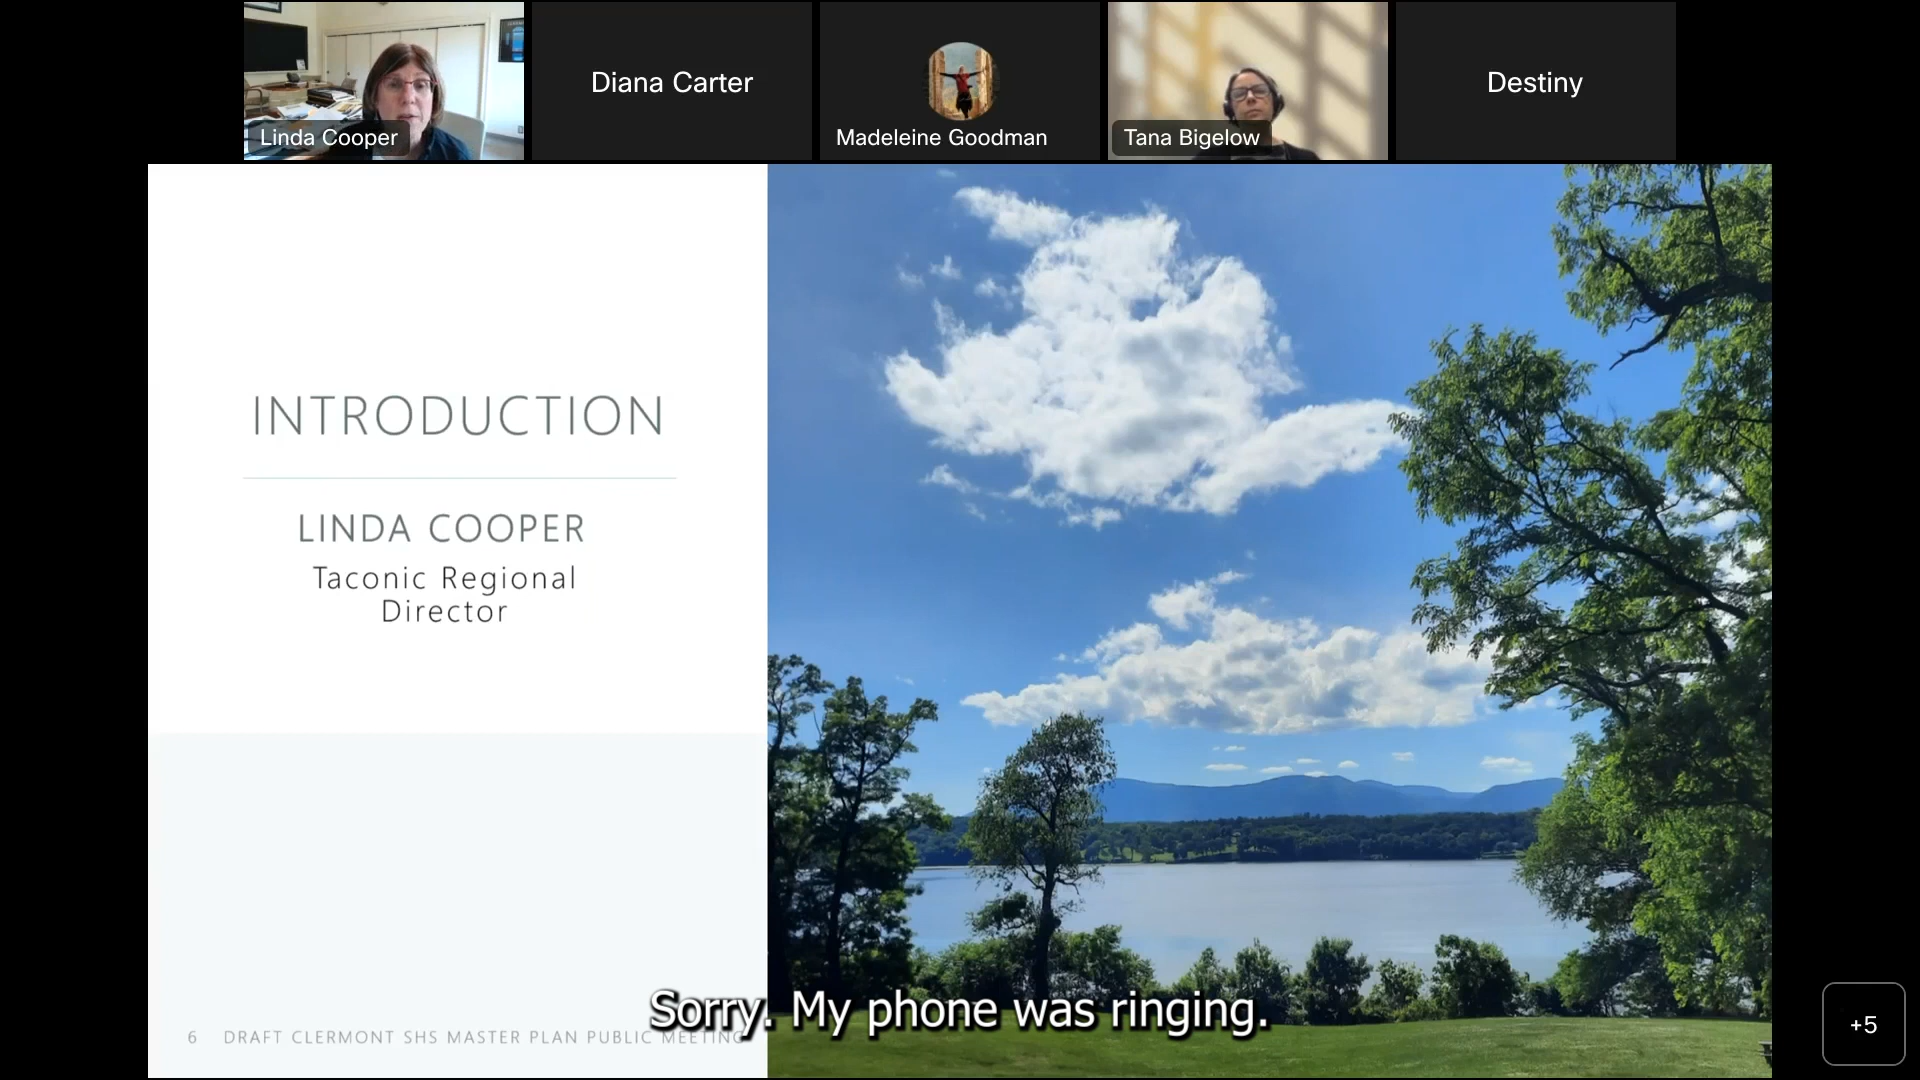 Linda Cooper
Diana Carter
Madeleine Goodman
Tana Bigelow
Destiny
INTRODUCTION
LINDA COOPER
Taconic Regional
Director
6 DRAFT CLERMONT SHS MASTER PLAN PUBLIC MEETING
Sorry. My phone was ringing.
+5